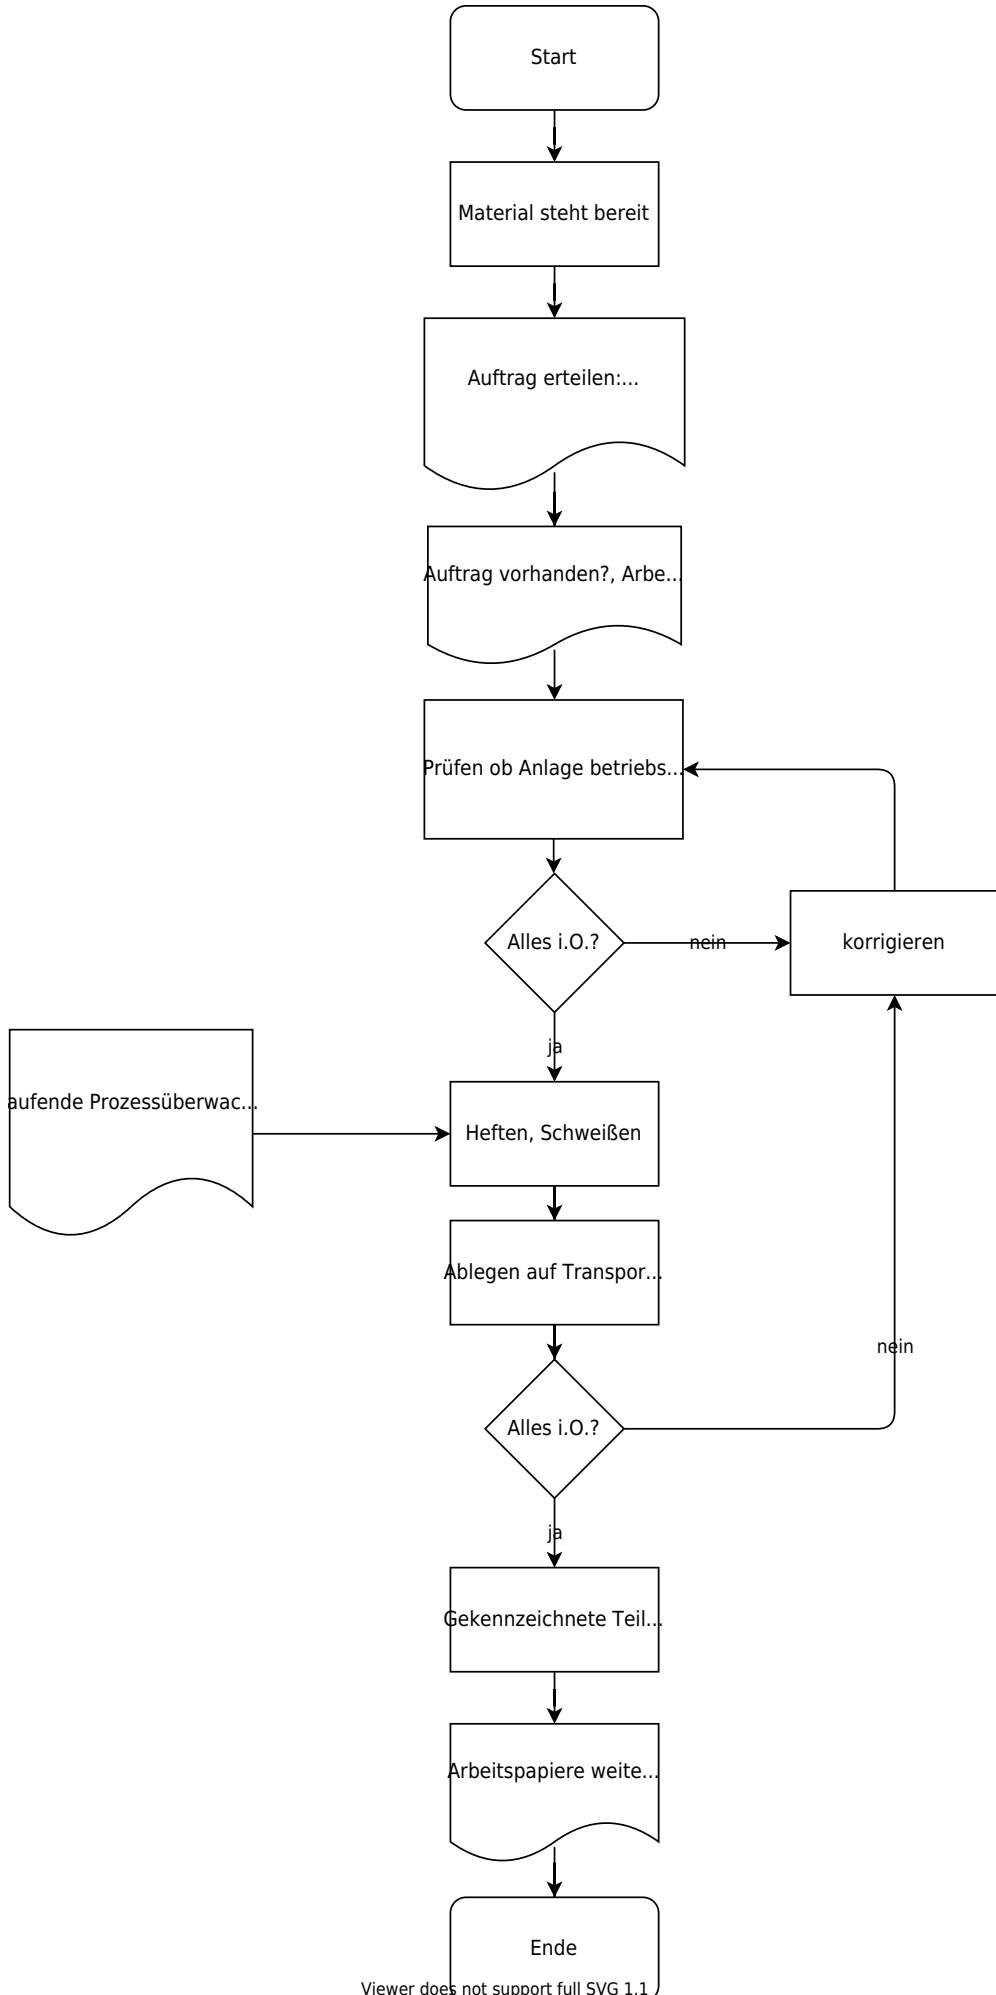 Start
Material steht bereit
Auftrag erteilen:...
Auftrag vorhanden?, Arbe...
Prüfen ob Anlage betriebs...
Alles i.O.?
nein
korrigieren
ja
aufende Prozessüberwac...
Heften, Schweißen
Ablegen auf Transpor...
nein
Alles i.O.?
ja
Gekennzeichnete Teil...
Arbeitspapiere weite...
Ende
Viewer does not support full SVG 1.1